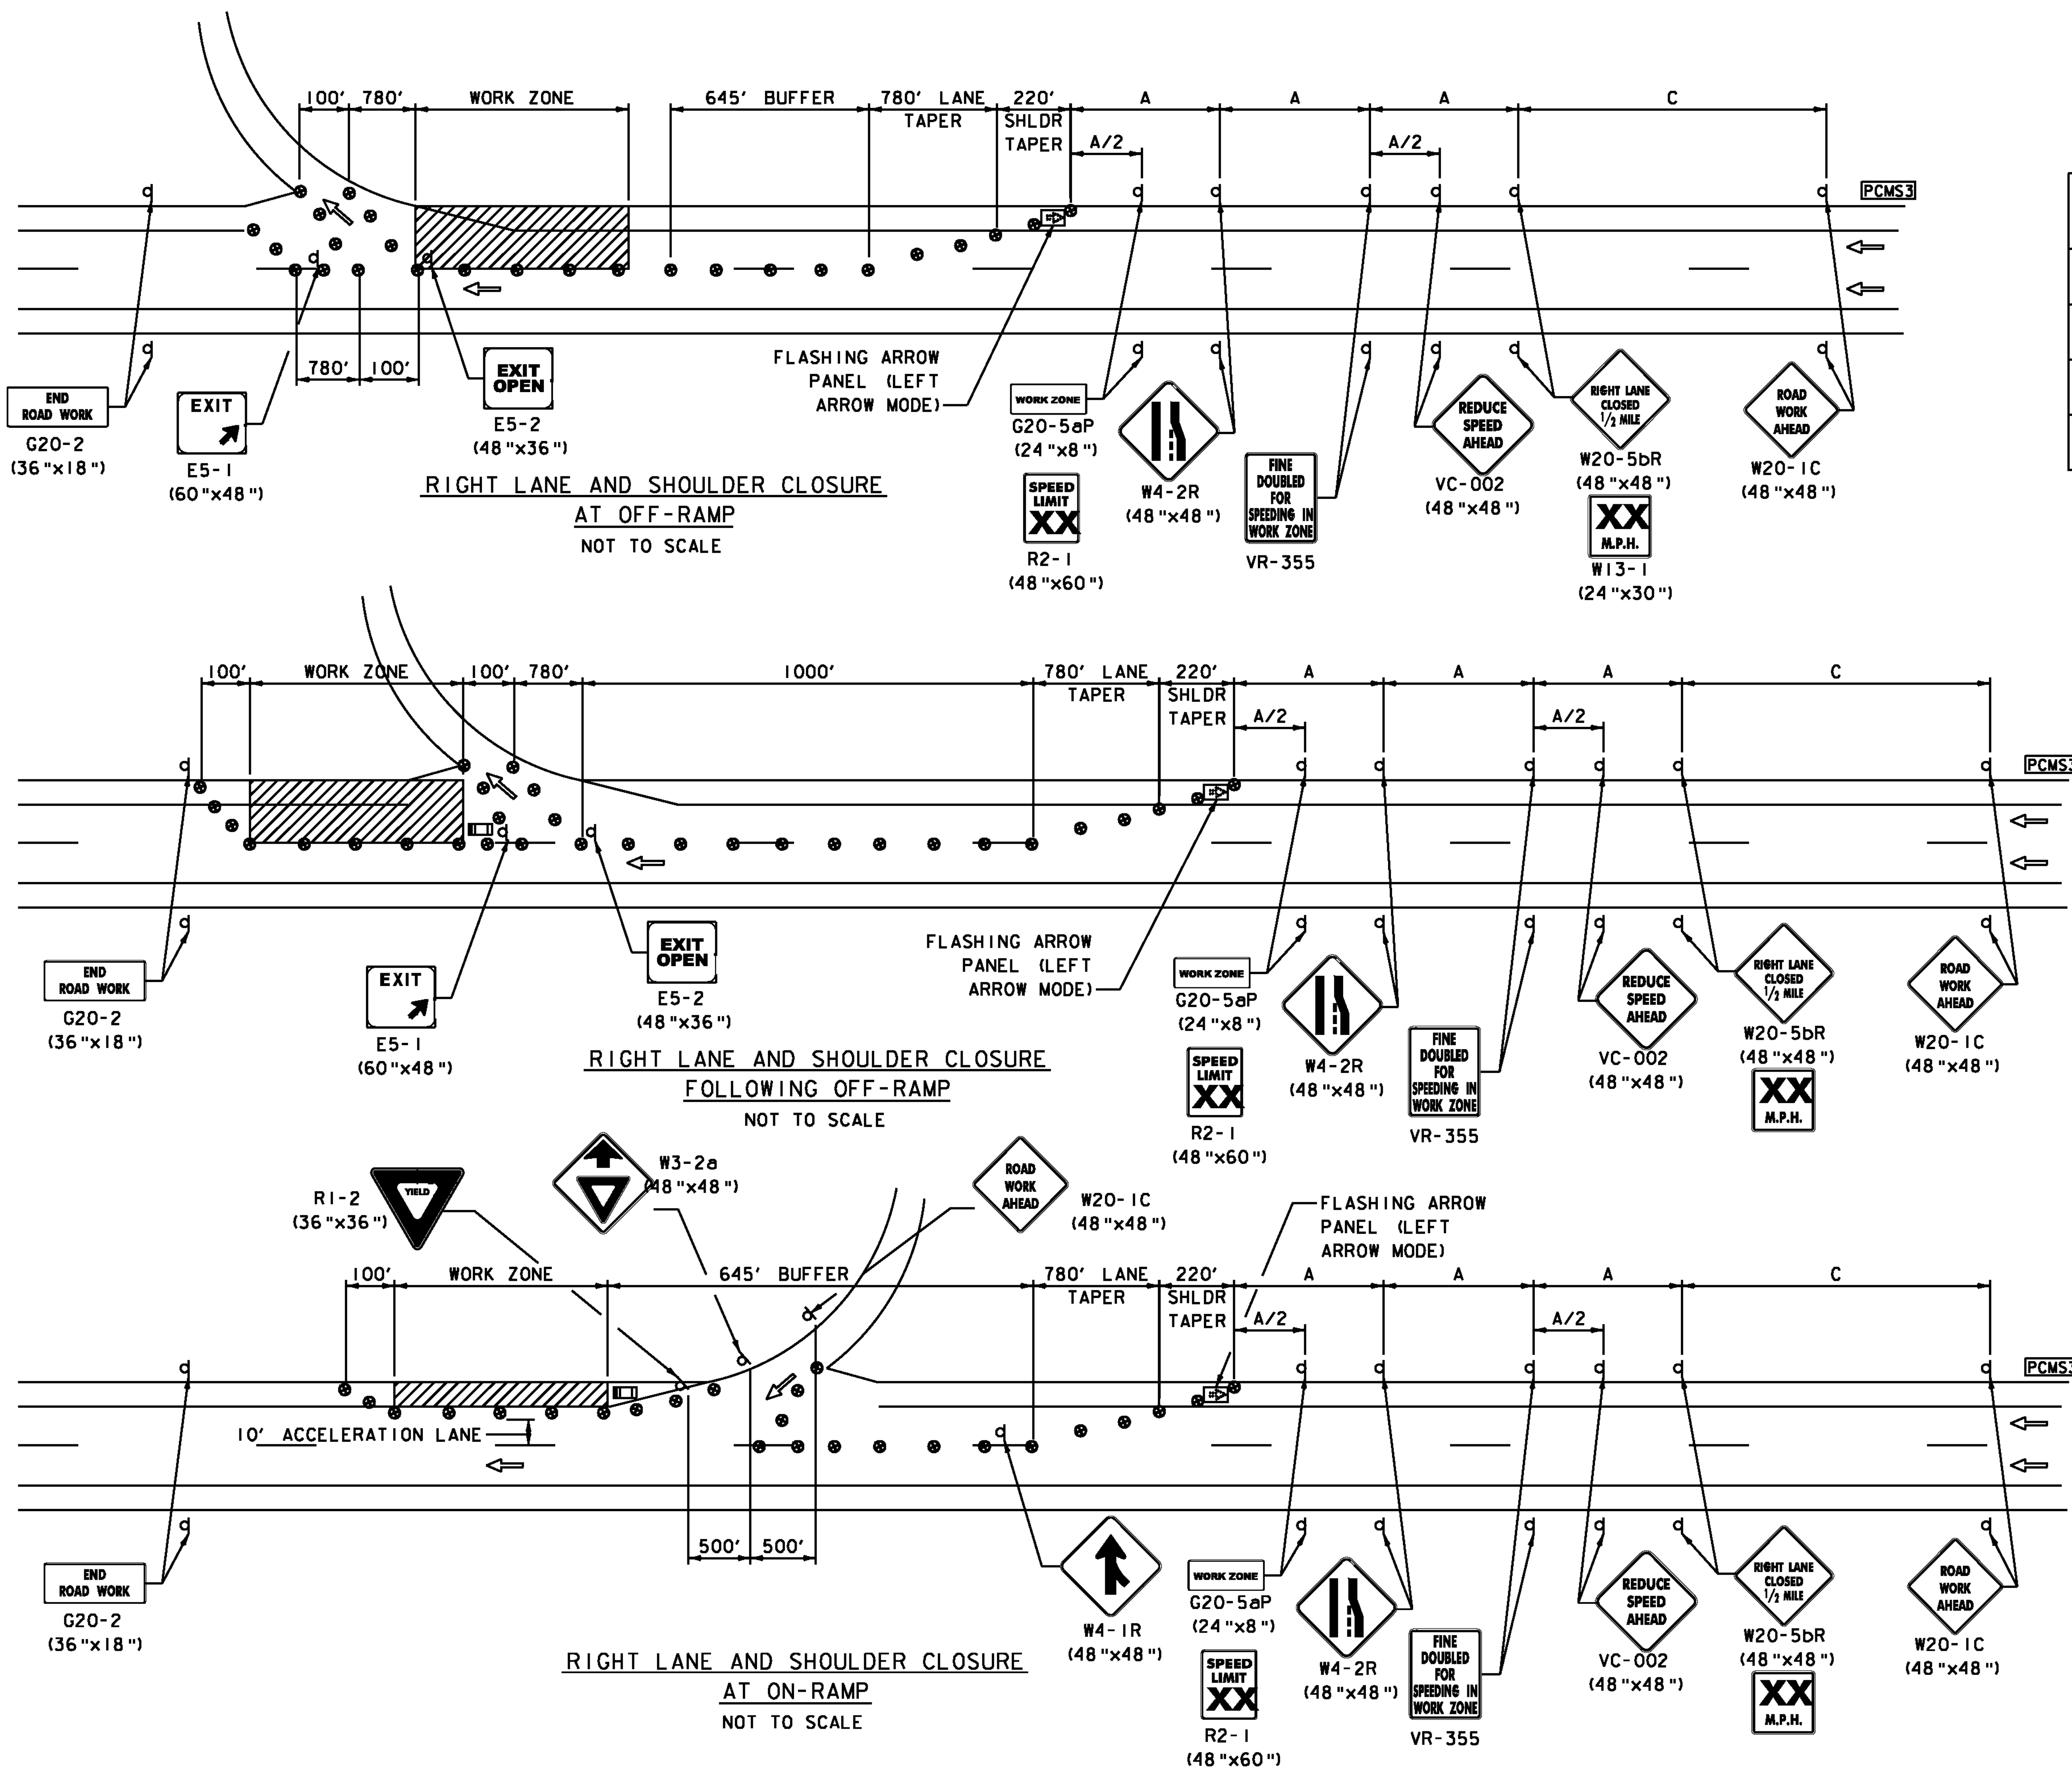 100' 780' WORK ZONE 645' BUFFER 780' LANE TAPER 220' SHLDR TAPER A A A C
A/2 A/2
PCMS3
780' 100'
END
ROAD WORK
G20-2
(36"x18")
EXIT
E5-1
(60"x48")
EXIT
OPEN
E5-2
(48"x36")
FLASHING ARROW
PANEL (LEFT
ARROW MODE)
WORK ZONE
G20-5aP
(24"x8")
SPEED
LIMIT
XX
R2-1
(48"x60")
W4-2R
(48"x48")
FINE
DOUBLED
FOR
SPEEDING IN
WORK ZONE
VR-355
REDUCE
SPEED
AHEAD
VC-002
(48"x48")
RIGHT LANE
CLOSED
1/2 MILE
W20-5bR
(48"x48")
XX
M.P.H.
W13-1
(24"x30")
ROAD
WORK
AHEAD
W20-1C
(48"x48")
RIGHT LANE AND SHOULDER CLOSURE
AT OFF-RAMP
NOT TO SCALE
100' WORK ZONE 100' 780' 1000' 780' LANE TAPER 220' SHLDR TAPER A A A C
A/2 A/2
PCMS3
END
ROAD WORK
G20-2
(36"x18")
EXIT
E5-1
(60"x48")
EXIT
OPEN
E5-2
(48"x36")
FLASHING ARROW
PANEL (LEFT
ARROW MODE)
WORK ZONE
G20-5aP
(24"x8")
SPEED
LIMIT
XX
R2-1
(48"x60")
W4-2R
(48"x48")
FINE
DOUBLED
FOR
SPEEDING IN
WORK ZONE
VR-355
REDUCE
SPEED
AHEAD
VC-002
(48"x48")
RIGHT LANE
CLOSED
1/2 MILE
W20-5bR
(48"x48")
XX
M.P.H.
ROAD
WORK
AHEAD
W20-1C
(48"x48")
RIGHT LANE AND SHOULDER CLOSURE
FOLLOWING OFF-RAMP
NOT TO SCALE
R1-2
(36"x36")
YIELD
W3-2a
(48"x48")
ROAD
WORK
AHEAD
W20-1C
(48"x48")
FLASHING ARROW
PANEL (LEFT
ARROW MODE)
100' WORK ZONE 645' BUFFER 780' LANE TAPER 220' SHLDR TAPER A A A C
A/2 A/2
PCMS3
10' ACCELERATION LANE
500' 500'
END
ROAD WORK
G20-2
(36"x18")
W4-1R
(48"x48")
WORK ZONE
G20-5aP
(24"x8")
SPEED
LIMIT
XX
R2-1
(48"x60")
W4-2R
(48"x48")
FINE
DOUBLED
FOR
SPEEDING IN
WORK ZONE
VR-355
REDUCE
SPEED
AHEAD
VC-002
(48"x48")
RIGHT LANE
CLOSED
1/2 MILE
W20-5bR
(48"x48")
XX
M.P.H.
ROAD
WORK
AHEAD
W20-1C
(48"x48")
RIGHT LANE AND SHOULDER CLOSURE
AT ON-RAMP
NOT TO SCALE